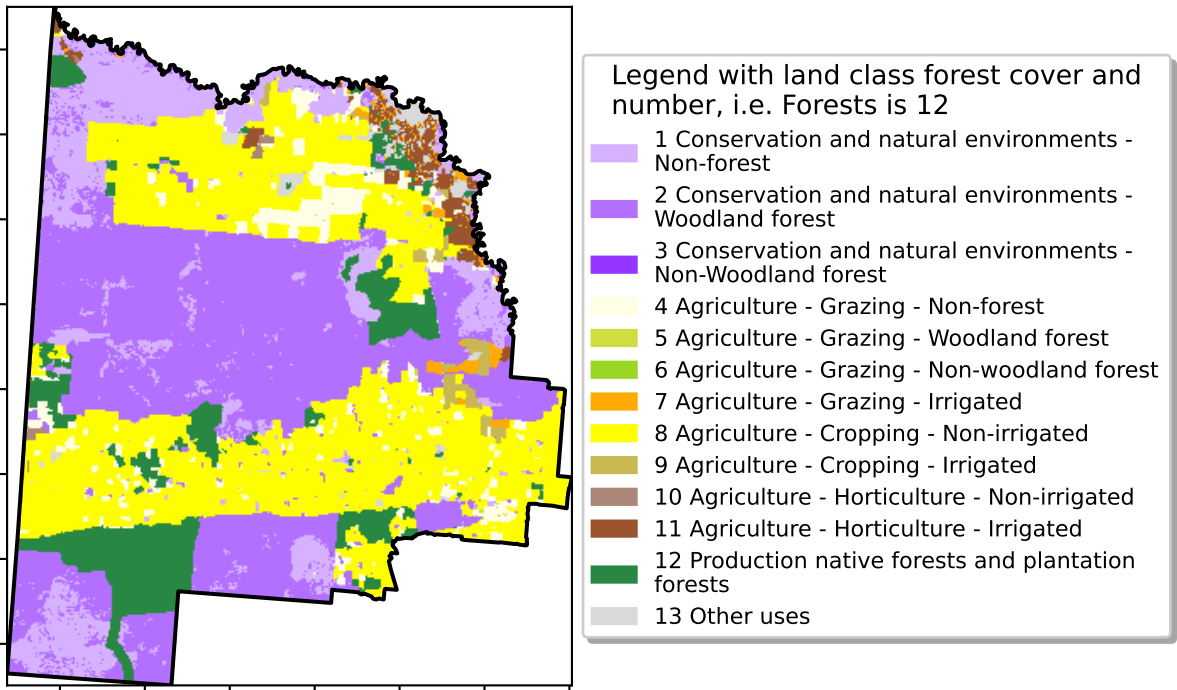 Legend with land class forest cover and
number, i.e. Forests is 12
1 Conservation and natural environments -
Non-forest
2 Conservation and natural environments -
Woodland forest
3 Conservation and natural environments -
Non-Woodland forest
4 Agriculture - Grazing - Non-forest
5 Agriculture - Grazing - Woodland forest
6 Agriculture - Grazing - Non-woodland forest
7 Agriculture - Grazing - Irrigated
8 Agriculture - Cropping - Non-irrigated
9 Agriculture - Cropping - Irrigated
10 Agriculture - Horticulture - Non-irrigated
11 Agriculture - Horticulture - Irrigated
12 Production native forests and plantation
forests
13 Other uses